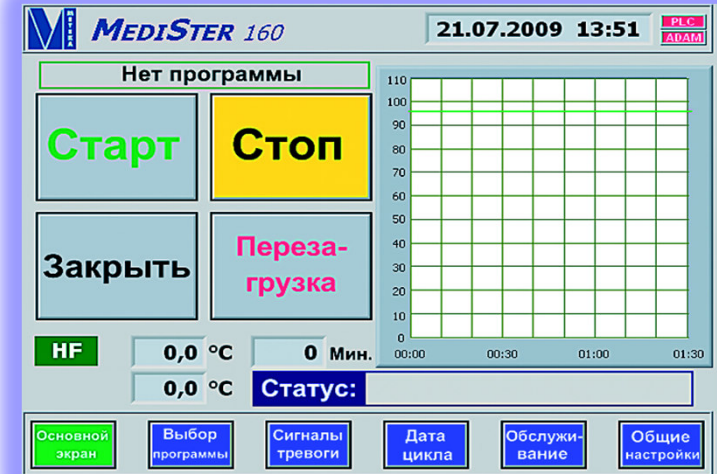 METEKA
MEDISTER 160
21.07.2009 13:51
PLC
ADAM
Нет программы
Старт
Стоп
Закрыть
Переза-
грузка
110
100
90
80
70
60
50
40
30
20
10
0
00:00 00:30 01:00 01:30
HF
0,0 °C
0 Мин.
0,0 °C
Статус:
Основной
экран
Выбор
программы
Сигналы
тревоги
Дата
цикла
Обслужи-
вание
Общие
настройки